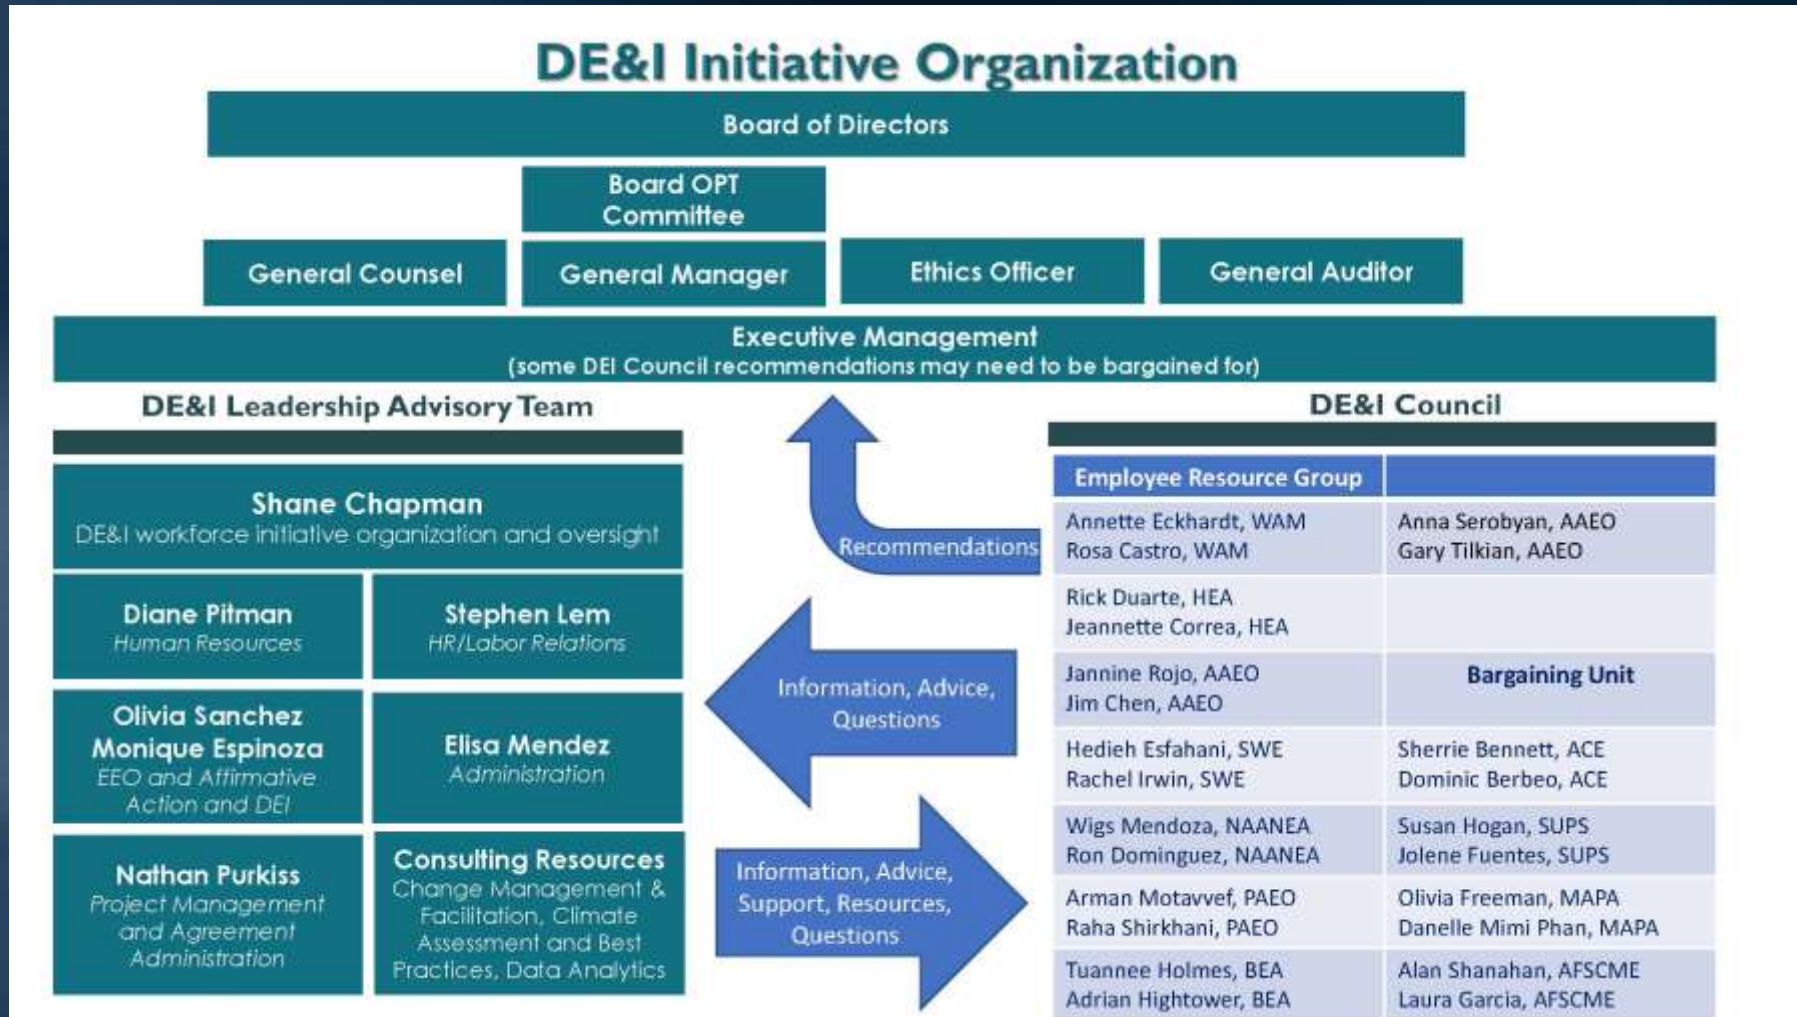 DE&I Initiative Organization
Board of Directors
Board OPT
Committee
General Counsel
General Manager
Ethics Officer
General Auditor
Executive Management
(some DEI Council recommendations may need to be bargained for)
DE&I Leadership Advisory Team
Shane Chapman
DE&I workforce initiative organization and oversight
Diane Pitman
Human Resources
Stephen Lem
HR/Labor Relations
Olivia Sanchez
Monique Espinoza
EEO and Affirmative
Action and DEI
Elisa Mendez
Administration
Nathan Purkiss
Project Management
and Agreement
Administration
Consulting Resources
Change Management &
Facilitation, Climate
Assessment and Best
Practices, Data Analytics
Recommendations
Information, Advice,
Questions
Information, Advice,
Support, Resources,
Questions
DE&I Council
Employee Resource Group
Annette Eckhardt, WAM
Rosa Castro, WAM
Anna Serobyan, AAEO
Gary Tilkian, AAEO
Rick Duarte, HEA
Jeannette Correa, HEA
Jannine Rojo, AAEO
Jim Chen, AAEO
Bargaining Unit
Hedieh Esfahani, SWE
Rachel Irwin, SWE
Sherrie Bennett, ACE
Dominic Berbeo, ACE
Wigs Mendoza, NAANEA
Ron Dominguez, NAANEA
Susan Hogan, SUPS
Jolene Fuentes, SUPS
Arman Motavvef, PAEO
Raha Shirkhani, PAEO
Olivia Freeman, MAPA
Danelle Mimi Phan, MAPA
Tuannee Holmes, BEA
Adrian Hightower, BEA
Alan Shanahan, AFSCME
Laura Garcia, AFSCME